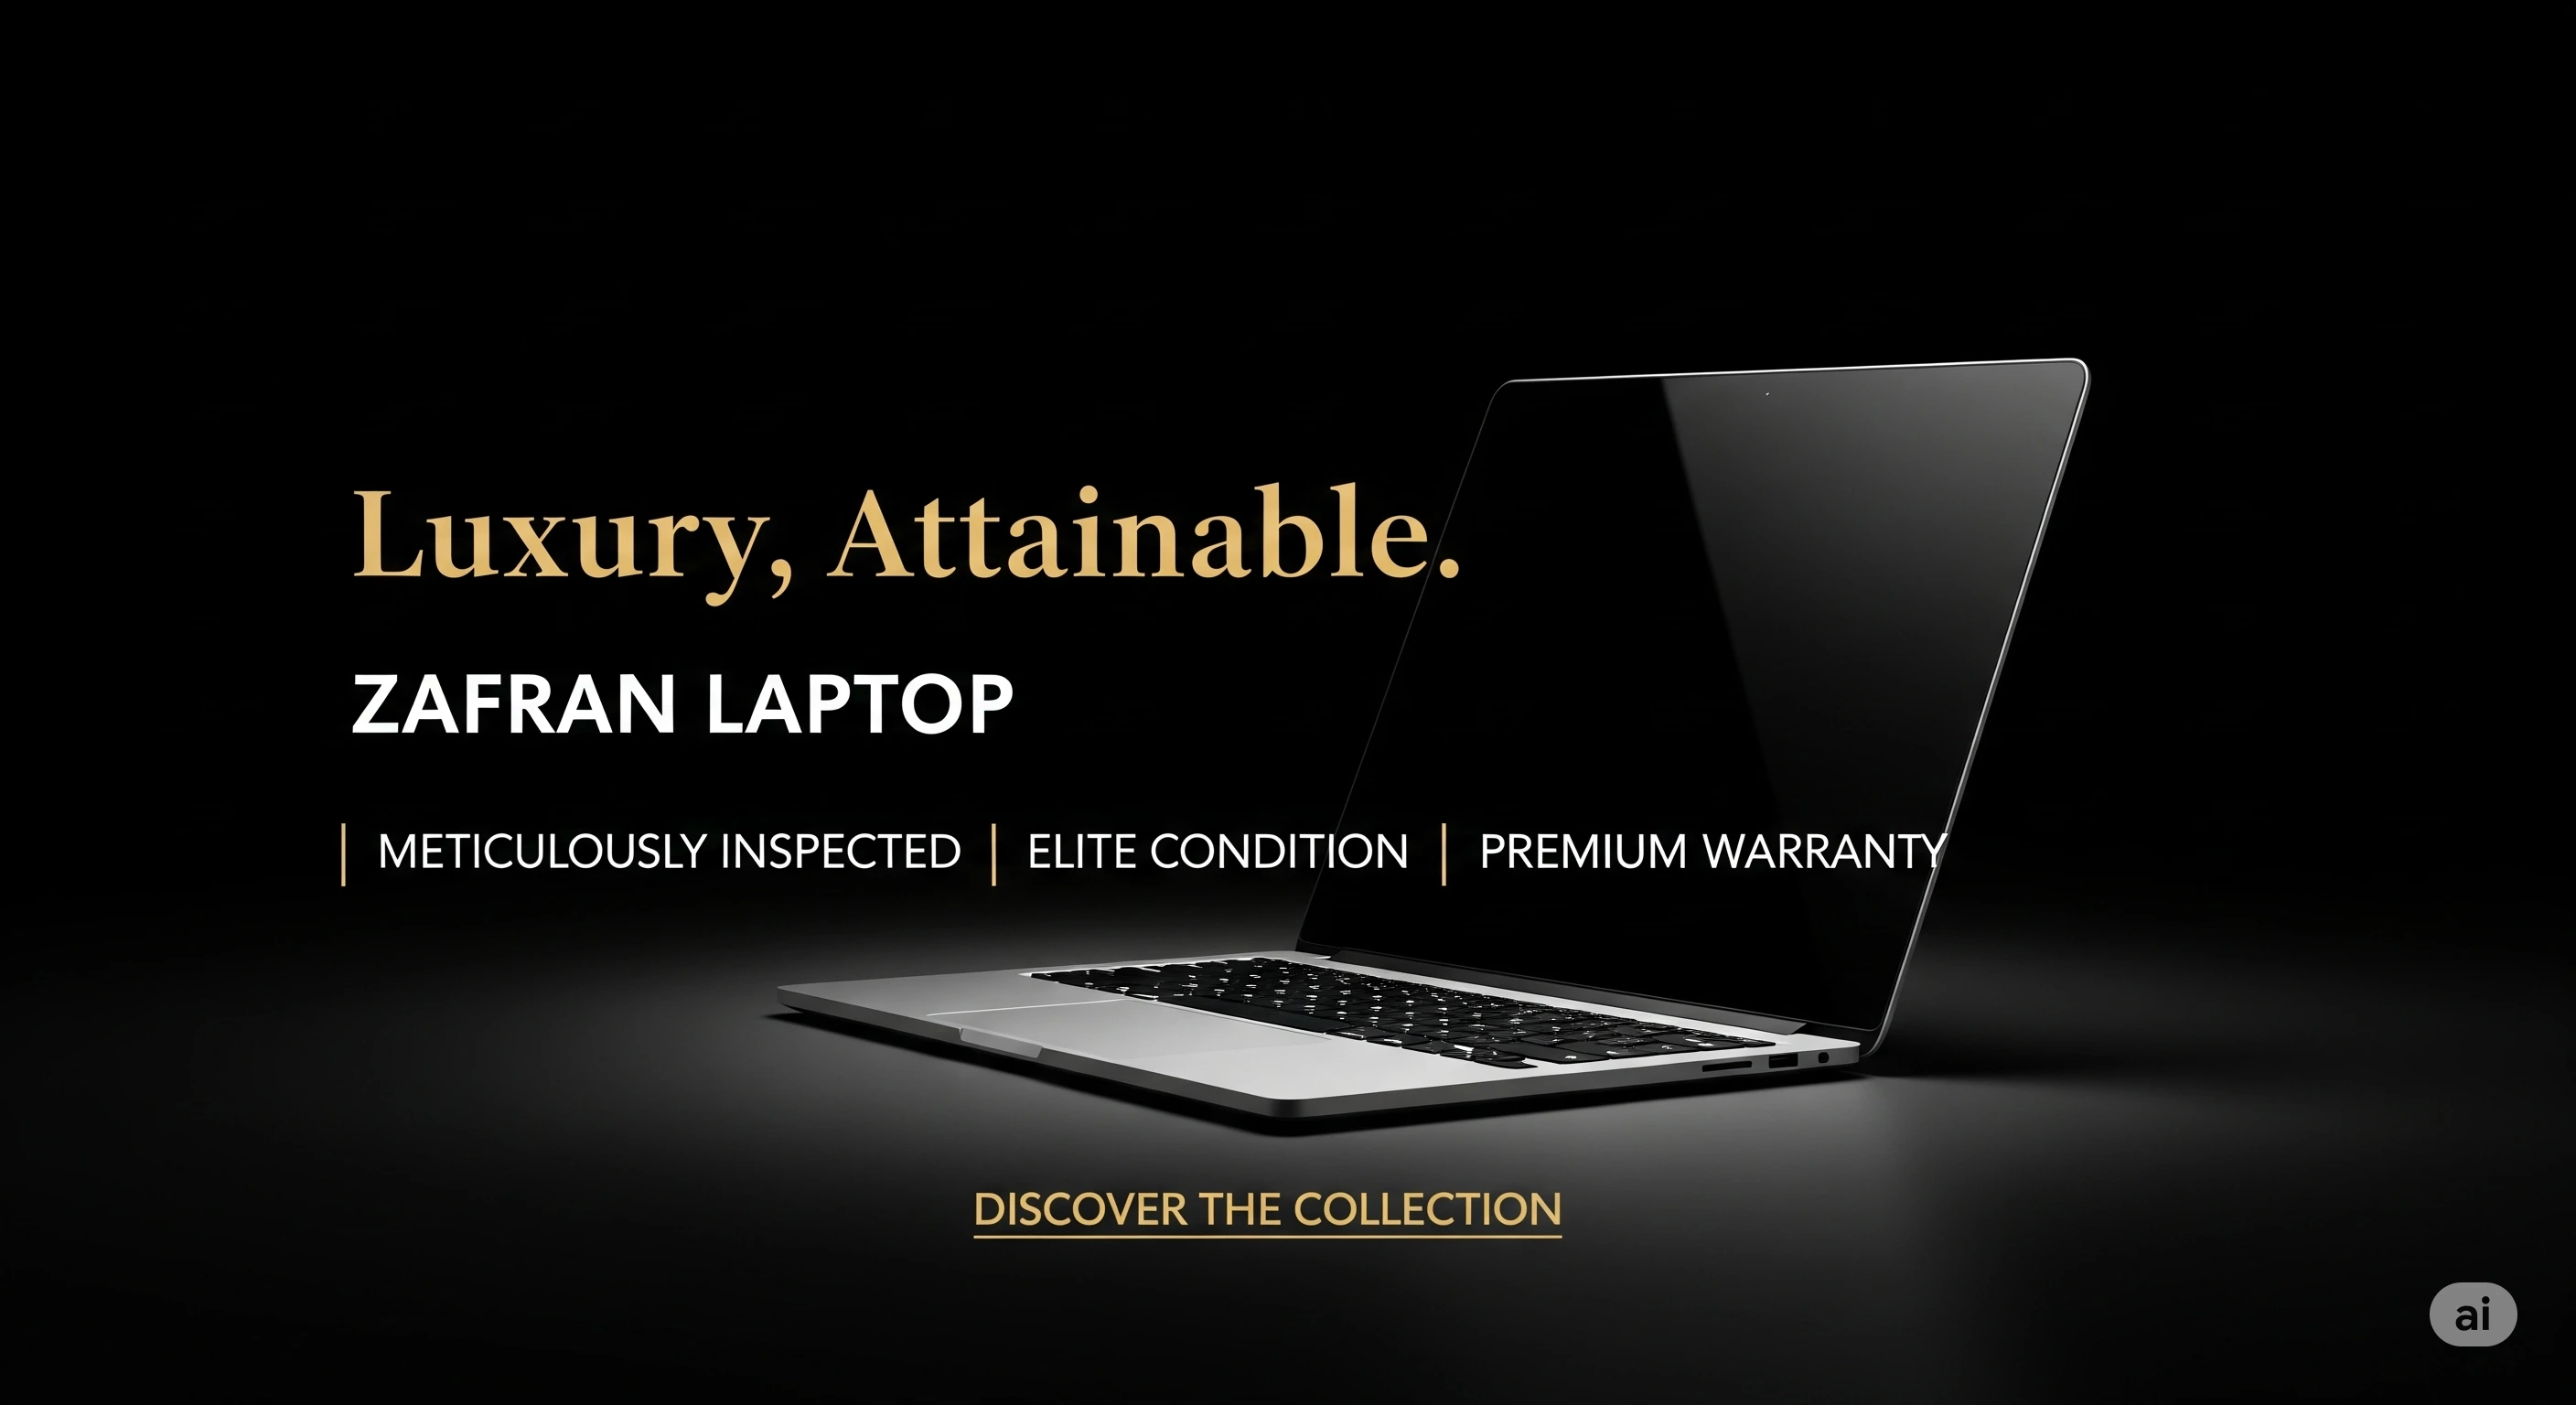 Luxury, Attainable.
ZAFRAN LAPTOP
| METICULOUSLY INSPECTED | ELITE CONDITION | PREMIUM WARRANTY
DISCOVER THE COLLECTION
ai